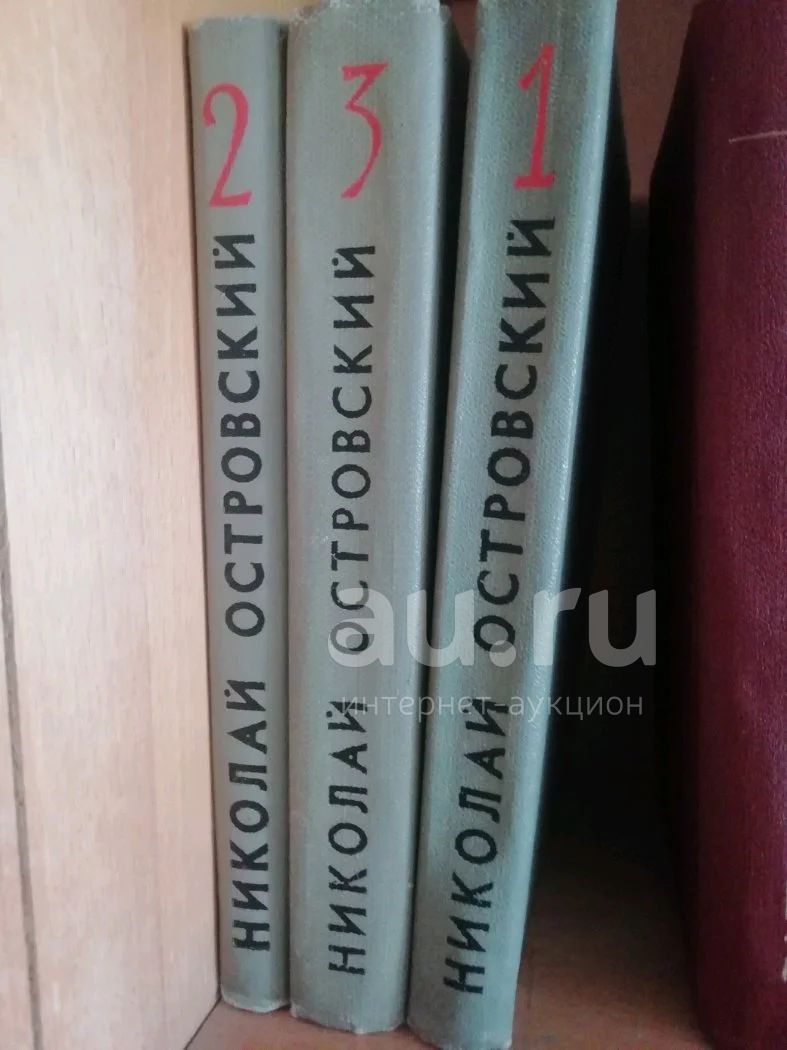 2
НИКОЛАЙ ОСТРОВСКИЙ
3
НИКОЛАЙ ОСТРОВСКИЙ
1
НИКОЛАЙ ОСТРОВСКИЙ
au.ru
интернет-аукцион